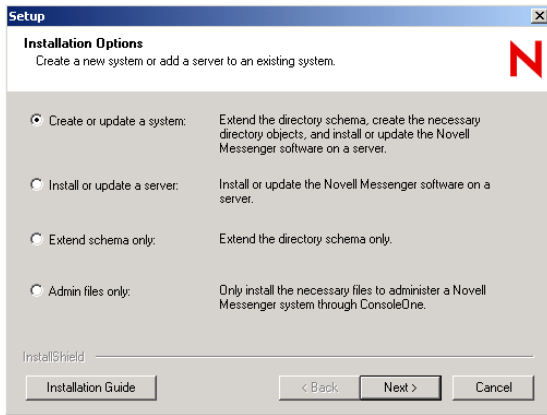 Setup
Installation Options
Create a new system or add a server to an existing system.
N
Create or update a system:
Extend the directory schema, create the necessary
directory objects, and install or update the Novell
Messenger software on a server.
Install or update a server:
Install or update the Novell Messenger software on a
server.
Extend schema only:
Extend the directory schema only.
Admin files only:
Only install the necessary files to administer a Novell
Messenger system through ConsoleOne.
InstallShield
Installation Guide
< Back
Next >
Cancel